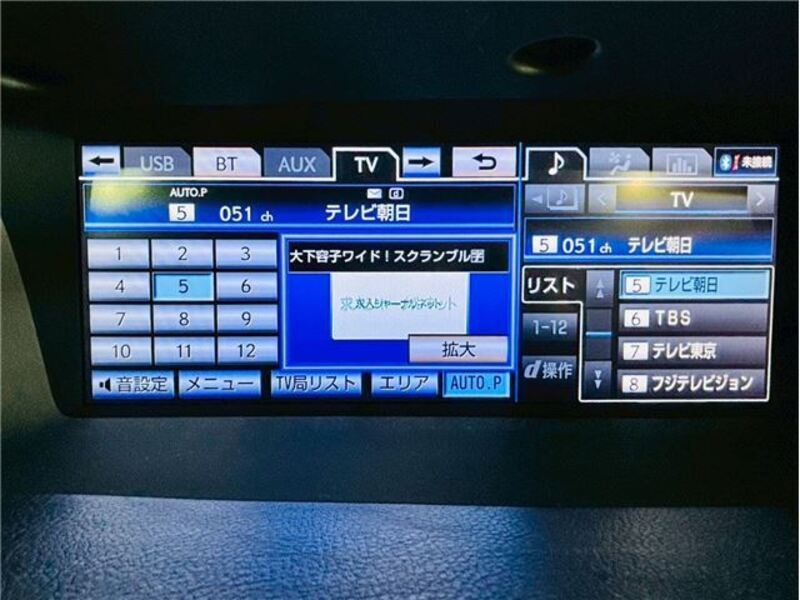 USB BT AUX TV
AUTO.P
5 051ch テレビ朝日
1 2 3
4 5 6
7 8 9
10 11 12
大下容子ワイド!スクランブル
拡大
音設定 メニュー TV局リスト エリア AUTO.P
未接続
TV
5 051ch テレビ朝日
リスト
1-12
d操作
5 テレビ朝日
6 TBS
7 テレビ東京
8 フジテレビジョン